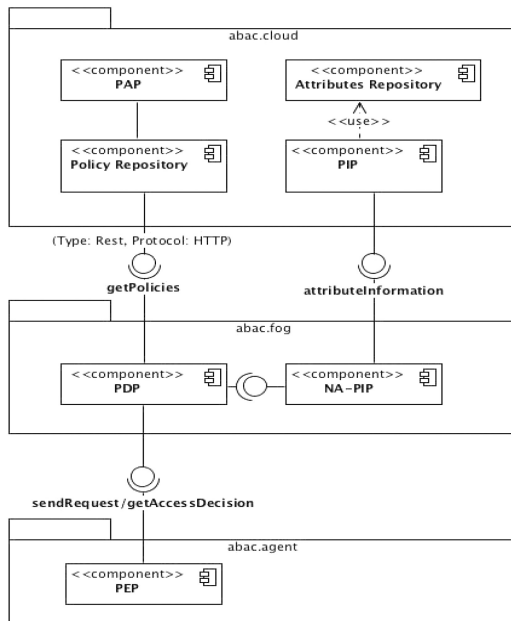 abac.cloud
<<component>>
PAP
<<component>>
Attributes Repository
<<use>>
<<component>>
Policy Repository
<<component>>
PIP
(Type: Rest, Protocol: HTTP)
getPolicies
attributeInformation
abac.fog
<<component>>
PDP
<<component>>
NA-PIP
sendRequest/getAccessDecision
abac.agent
<<component>>
PEP